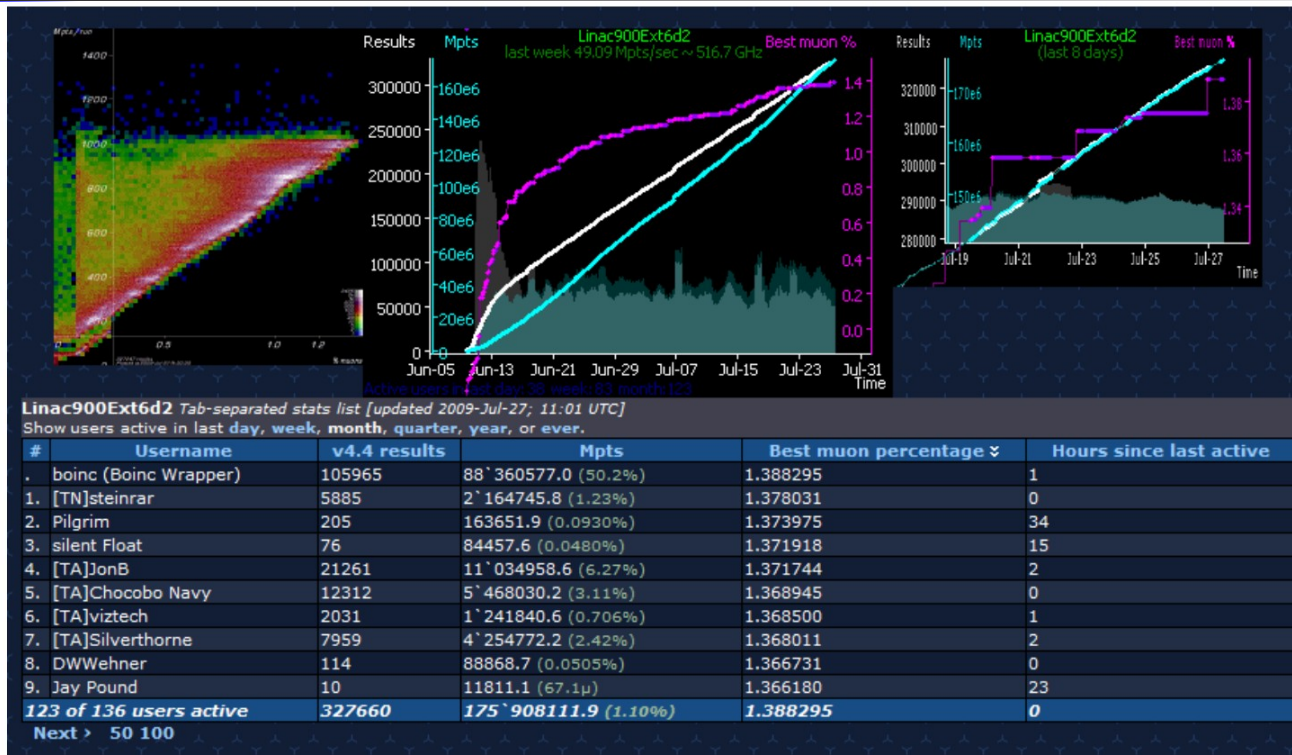 Mpts/run
1400
1200
1000
800
600
400
0 0.5 1.0 1.2
% muons
Results Mpts Linac900Ext6d2 Best muon %
last week 49.09 Mpts/sec ~ 516.7 GHz
300000 160e6 1.4
250000 140e6 1.2
200000 120e6 1.0
150000 100e6 0.8
100000 80e6 0.6
50000 60e6 0.4
0 40e6 0.2
20e6 0.0
0
Jun-05 Jun-13 Jun-21 Jun-29 Jul-07 Jul-15 Jul-23 Jul-31
Time
Active users in last day: 38 week: 83 month: 123
Results Mpts Linac900Ext6d2 Best muon %
(last 8 days)
320000 170e6 1.38
310000 160e6 1.36
300000 150e6 1.34
290000
280000
Jul-19 Jul-21 Jul-23 Jul-25 Jul-27
Time
Linac900Ext6d2 Tab-separated stats list [updated 2009-Jul-27; 11:01 UTC]
Show users active in last day, week, month, quarter, year, or ever.
# Username v4.4 results Mpts Best muon percentage Hours since last active
. boinc (Boinc Wrapper) 105965 88`360577.0 (50.2%) 1.388295 1
1. [TN]steinrar 5885 2`164745.8 (1.23%) 1.378031 0
2. Pilgrim 205 163651.9 (0.0930%) 1.373975 34
3. silent Float 76 84457.6 (0.0480%) 1.371918 15
4. [TA]JonB 21261 11`034958.6 (6.27%) 1.371744 2
5. [TA]Chocobo Navy 12312 5`468030.2 (3.11%) 1.368945 0
6. [TA]viztech 2031 1`241840.6 (0.706%) 1.368500 1
7. [TA]Silverthorne 7959 4`254772.2 (2.42%) 1.368011 2
8. DWWehner 114 88868.7 (0.0505%) 1.366731 0
9. Jay Pound 10 11811.1 (67.1µ) 1.366180 23
123 of 136 users active 327660 175`908111.9 (1.10%) 1.388295 0
Next › 50 100